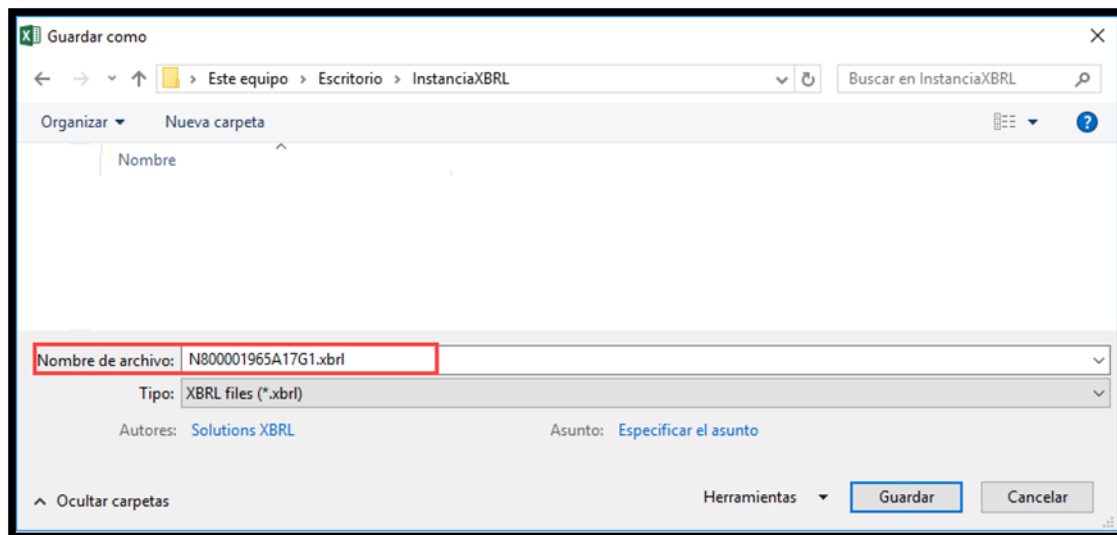 Guardar como
Este equipo > Escritorio > InstanciaXBRL
Buscar en InstanciaXBRL
Organizar
Nueva carpeta
?
Nombre
Nombre de archivo: N800001965A17G1.xbrl
Tipo: XBRL files (*.xbrl)
Autores: Solutions XBRL
Asunto: Especificar el asunto
Ocultar carpetas
Herramientas
Guardar
Cancelar